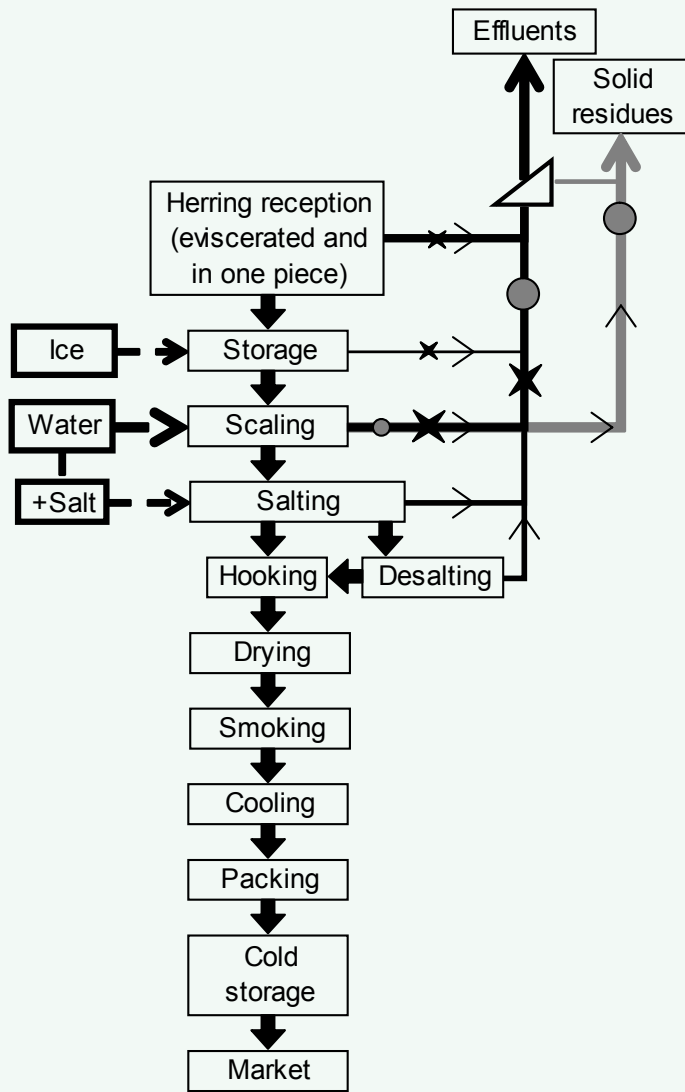 Effluents
Solid
residues
Herring reception
(eviscerated and
in one piece)
Ice
Storage
Water
Scaling
+Salt
Salting
Hooking
Desalting
Drying
Smoking
Cooling
Packing
Cold
storage
Market